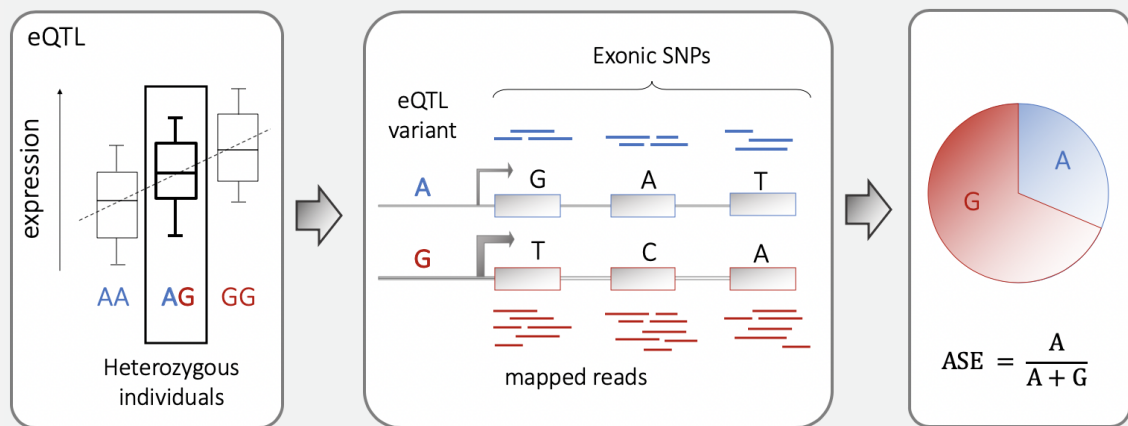 eQTL
expression
AA AG GG
Heterozygous
individuals
Exonic SNPs
eQTL
variant
A G A T
G T C A
mapped reads
A
G
ASE = A / A + G